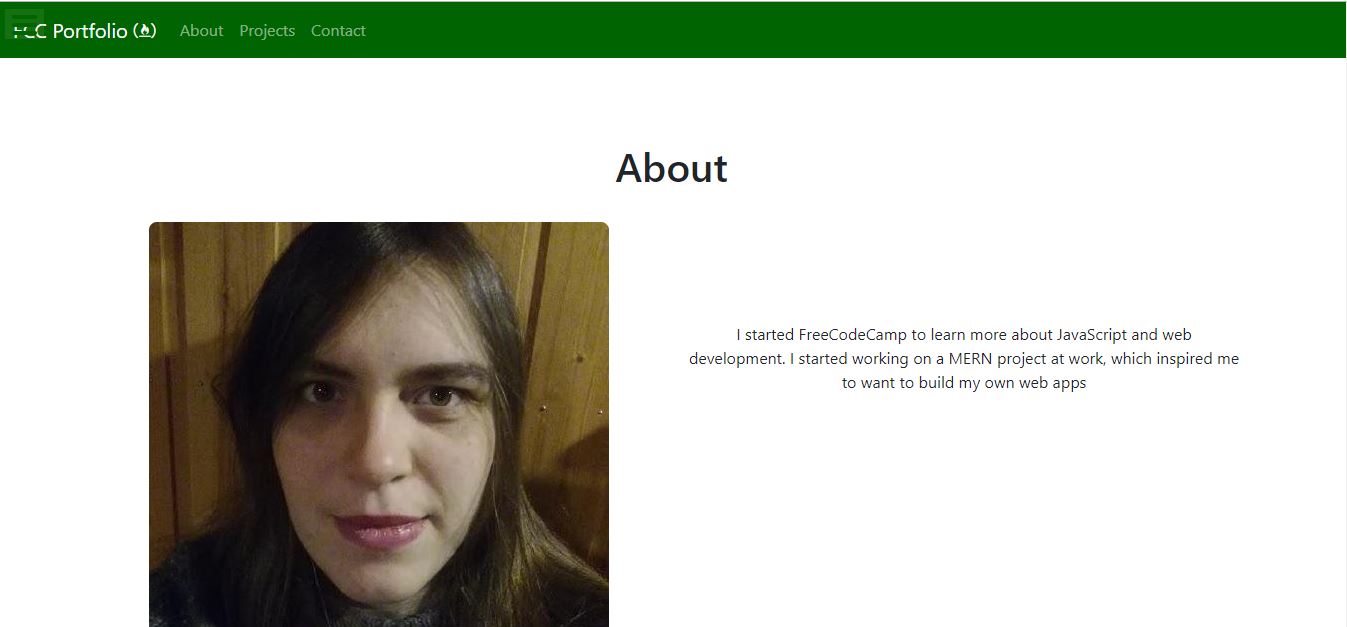 FCC Portfolio (🔥)
About Projects Contact
About
I started FreeCodeCamp to learn more about JavaScript and web
development. I started working on a MERN project at work, which inspired me
to want to build my own web apps